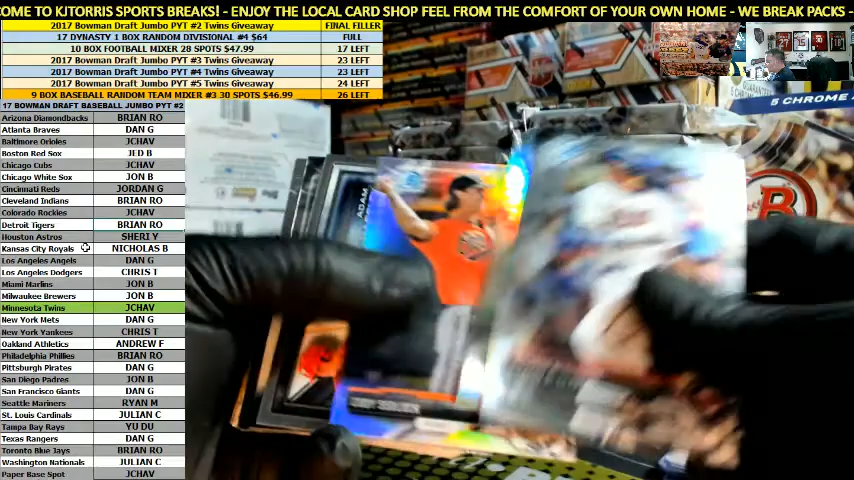 COME TO KJTORRIS SPORTS BREAKS! - ENJOY THE LOCAL CARD SHOP FEEL FROM THE COMFORT OF YOUR OWN HOME - WE BREAK PACKS -
2017 Bowman Draft Jumbo PYT #2 Twins Giveaway FINAL FILLER
17 DYNASTY 1 BOX RANDOM DIVISIONAL #4 $64 FULL
10 BOX FOOTBALL MIXER 28 SPOTS $47.99 17 LEFT
2017 Bowman Draft Jumbo PYT #3 Twins Giveaway 23 LEFT
2017 Bowman Draft Jumbo PYT #4 Twins Giveaway 23 LEFT
2017 Bowman Draft Jumbo PYT #5 Twins Giveaway 24 LEFT
9 BOX BASEBALL RANDOM TEAM MIXER #3 30 SPOTS $46.99 26 LEFT
17 BOWMAN DRAFT BASEBALL JUMBO PYT #2
Arizona Diamondbacks BRIAN RO
Atlanta Braves DAN G
Baltimore Orioles JCHAV
Boston Red Sox JED B
Chicago Cubs JCHAV
Chicago White Sox JON B
Cincinnati Reds JORDAN G
Cleveland Indians BRIAN RO
Colorado Rockies JCHAV
Detroit Tigers BRIAN RO
Houston Astros SHERI Y
Kansas City Royals NICHOLAS B
Los Angeles Angels DAN G
Los Angeles Dodgers CHRIS T
Miami Marlins JON B
Milwaukee Brewers JON B
Minnesota Twins JCHAV
New York Mets DAN G
New York Yankees CHRIS T
Oakland Athletics ANDREW F
Philadelphia Phillies BRIAN RO
Pittsburgh Pirates DAN G
San Diego Padres JON B
San Francisco Giants DAN G
Seattle Mariners RYAN M
St. Louis Cardinals JULIAN C
Tampa Bay Rays YU DU
Texas Rangers DAN G
Toronto Blue Jays BRIAN RO
Washington Nationals JULIAN C
Paper Base Spot JCHAV
5 CHROME
ADAM
B